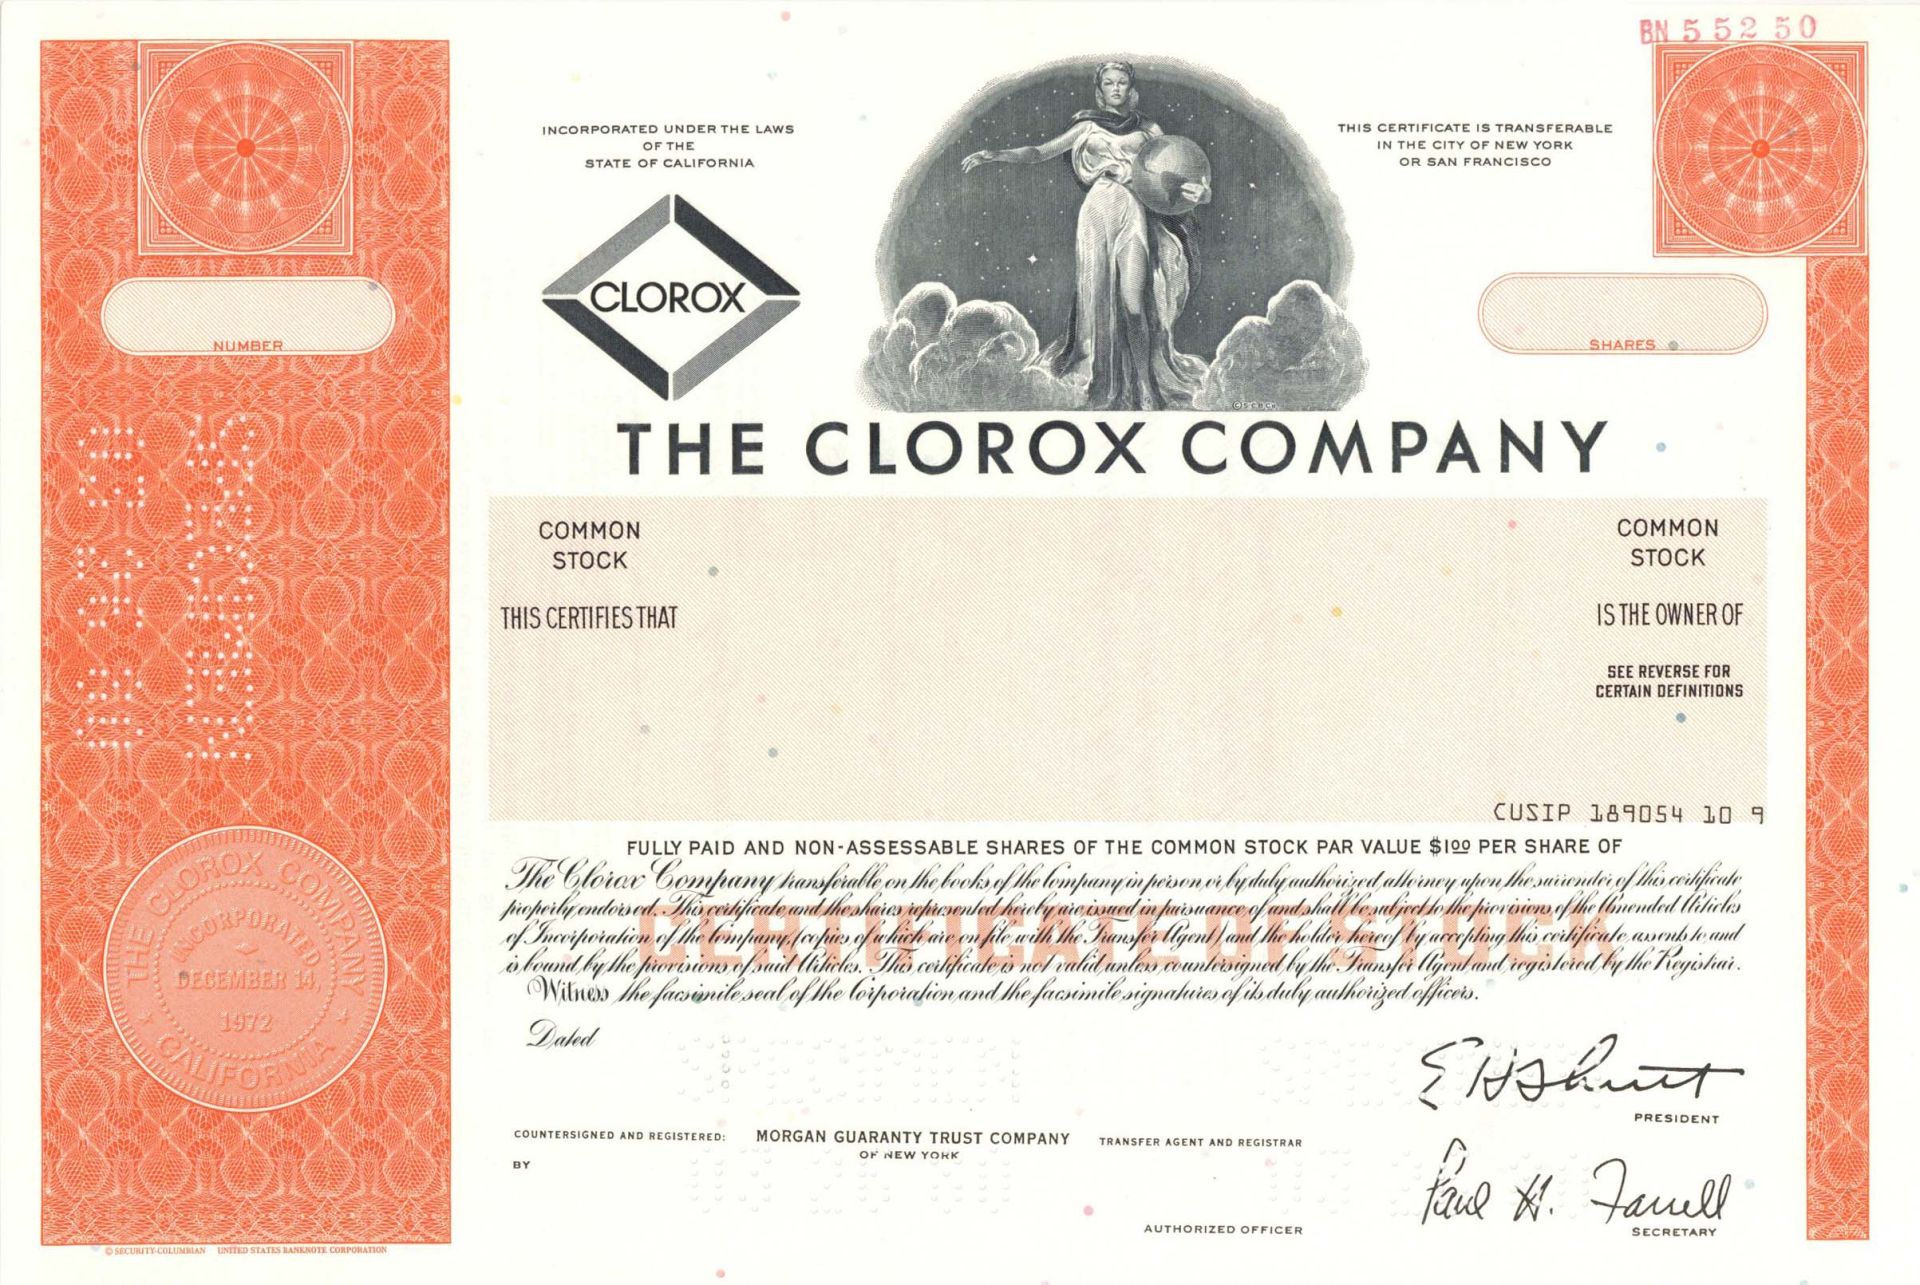 BN 55250
INCORPORATED UNDER THE LAWS
OF THE
STATE OF CALIFORNIA
THIS CERTIFICATE IS TRANSFERABLE
IN THE CITY OF NEW YORK
OR SAN FRANCISCO
CLOROX
NUMBER
SHARES
THE CLOROX COMPANY
COMMON
STOCK
COMMON
STOCK
THIS CERTIFIES THAT
IS THE OWNER OF
SEE REVERSE FOR
CERTAIN DEFINITIONS
CUSIP 189054 10 9
FULLY PAID AND NON-ASSESSABLE SHARES OF THE COMMON STOCK PAR VALUE $1.00 PER SHARE OF
The Clorox Company transferable on the books of the Company in person or by duly authorized attorney upon the surrender of this certificate
properly endorsed. This certificate and the shares represented hereby are issued in pursuance of and shall be subject to the provisions of the Amended Articles
of Incorporation of the Company, (copies of which are on file with the Transfer Agent) and the holder hereof by accepting this certificate, assents to and
is bound by the provisions of said Articles. This certificate is not valid unless countersigned by the Transfer Agent and registered by the Registrar.
Witness the facsimile seal of the Corporation and the facsimile signatures of its duly authorized officers.
Dated
THE CLOROX COMPANY
INCORPORATED
DECEMBER 14,
1972
CALIFORNIA
PRESIDENT
COUNTERSIGNED AND REGISTERED:
MORGAN GUARANTY TRUST COMPANY
OF NEW YORK
TRANSFER AGENT AND REGISTRAR
BY
Paul H. Farrell
AUTHORIZED OFFICER
SECRETARY
© SECURITY-COLUMBIAN UNITED STATES BANKNOTE CORPORATION